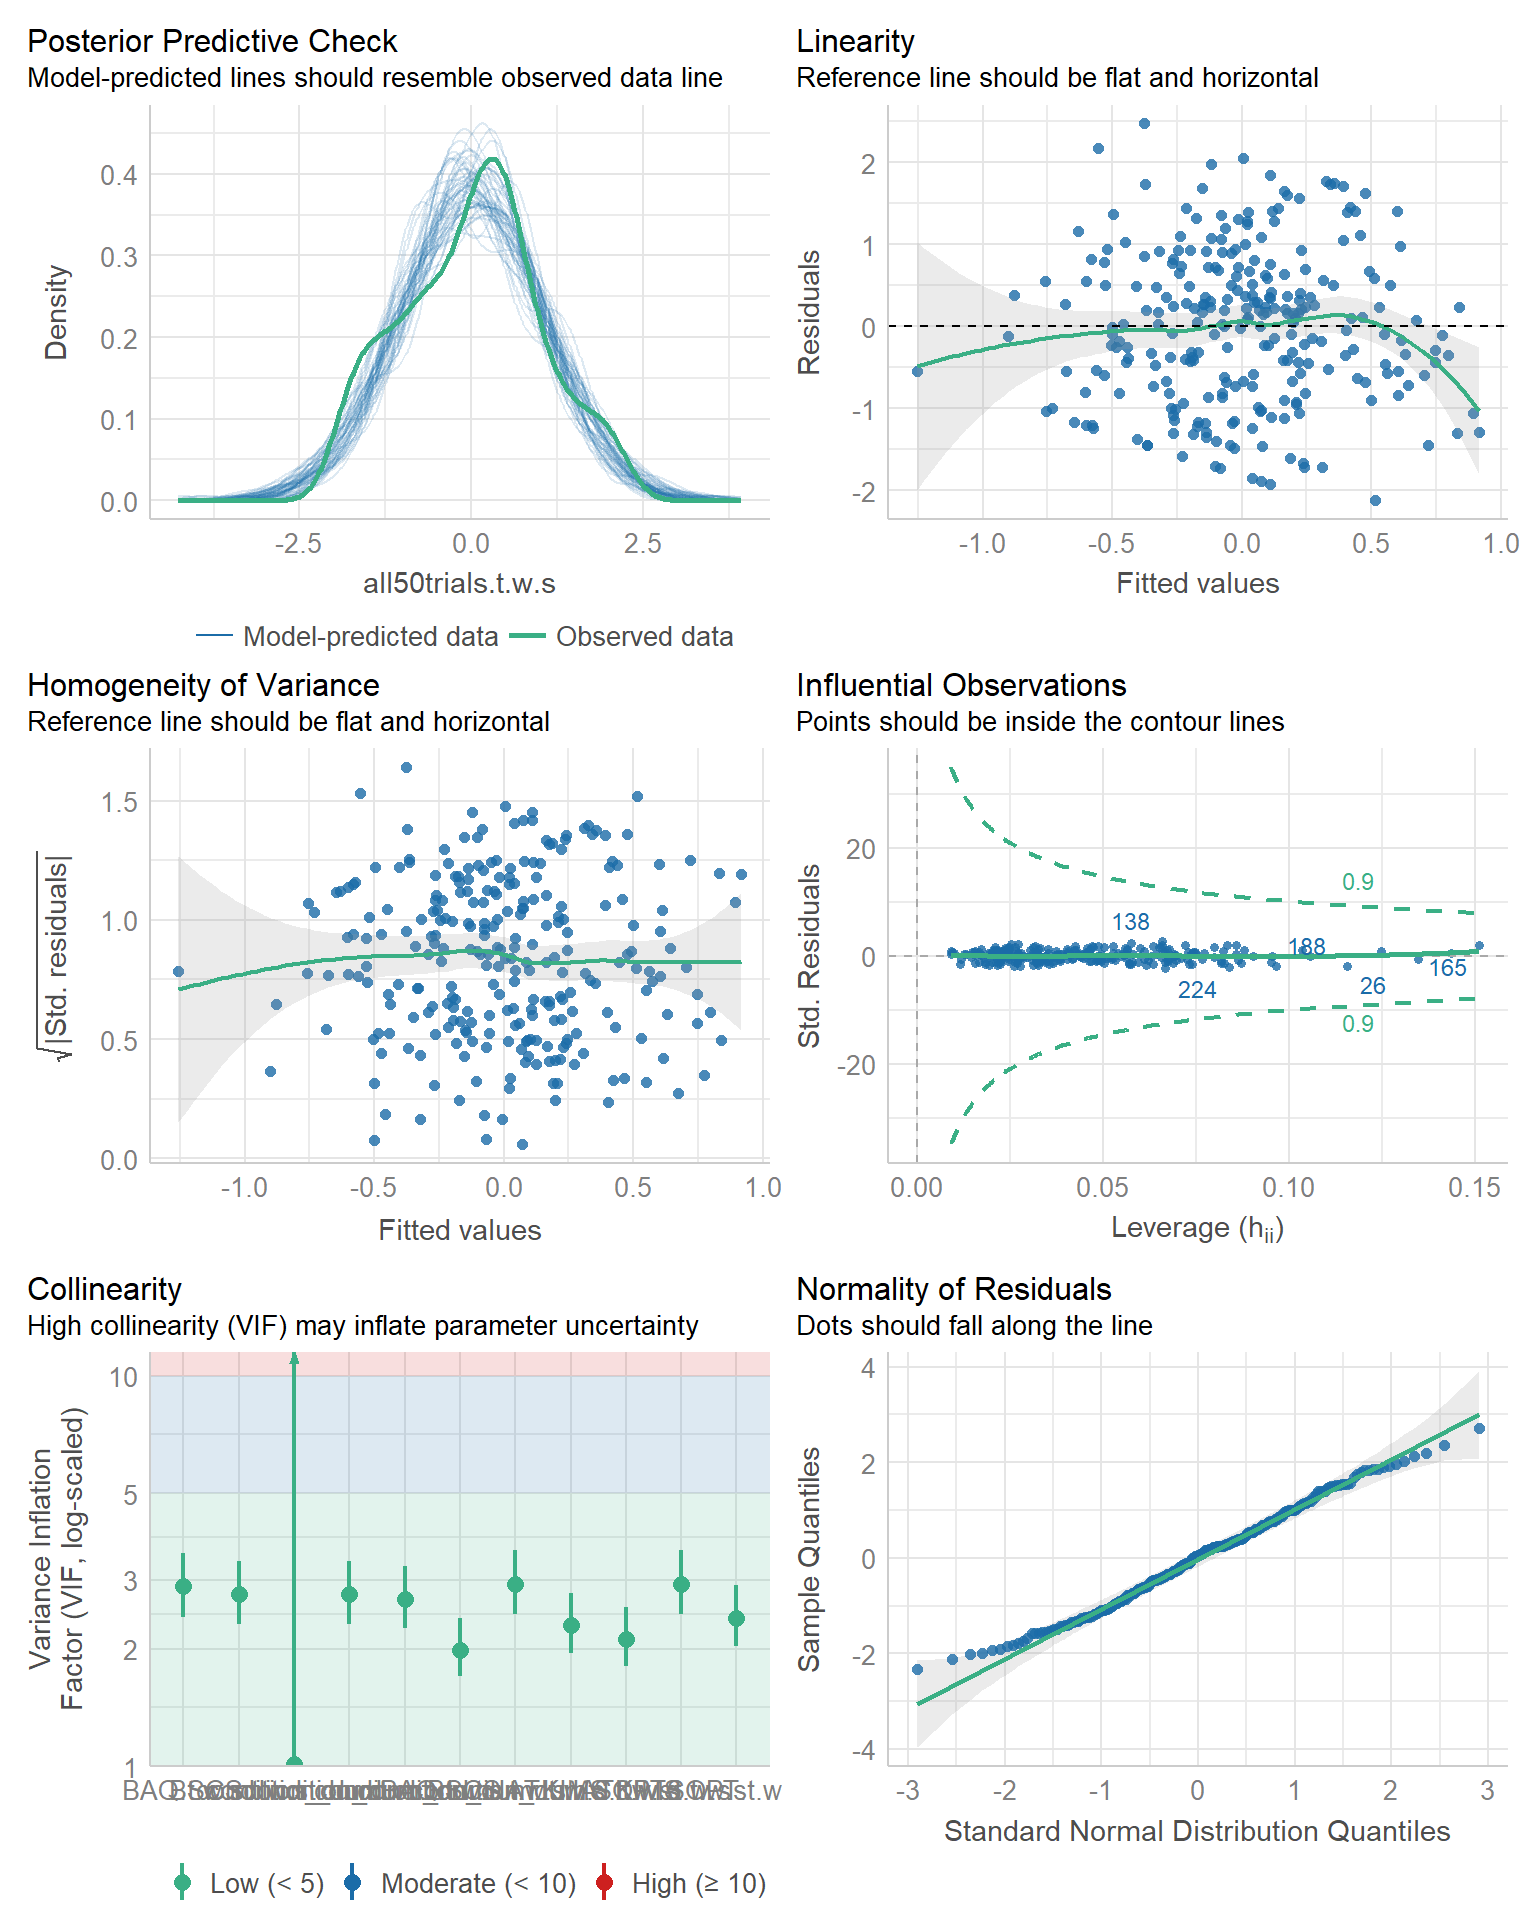 Posterior Predictive Check
Model-predicted lines should resemble observed data line
Density
0.4
0.3
0.2
0.1
0.0
-2.5
0.0
2.5
all50trials.t.w.s
Model-predicted data
Observed data
Linearity
Reference line should be flat and horizontal
Residuals
2
1
0
-1
-2
-1.0
-0.5
0.0
0.5
1.0
Fitted values
Homogeneity of Variance
Reference line should be flat and horizontal
√|Std. residuals|
1.5
1.0
0.5
0.0
-1.0
-0.5
0.0
0.5
1.0
Fitted values
Influential Observations
Points should be inside the contour lines
Std. Residuals
20
0
-20
0.9
138
188
165
26
224
0.9
0.00
0.05
0.10
0.15
Leverage (hii)
Collinearity
High collinearity (VIF) may inflate parameter uncertainty
Variance Inflation
Factor (VIF, log-scaled)
10
5
3
2
1
Low (< 5)
Moderate (< 10)
High (≥ 10)
Normality of Residuals
Dots should fall along the line
Sample Quantiles
4
2
0
-2
-4
-3
-2
-1
0
1
2
3
Standard Normal Distribution Quantiles